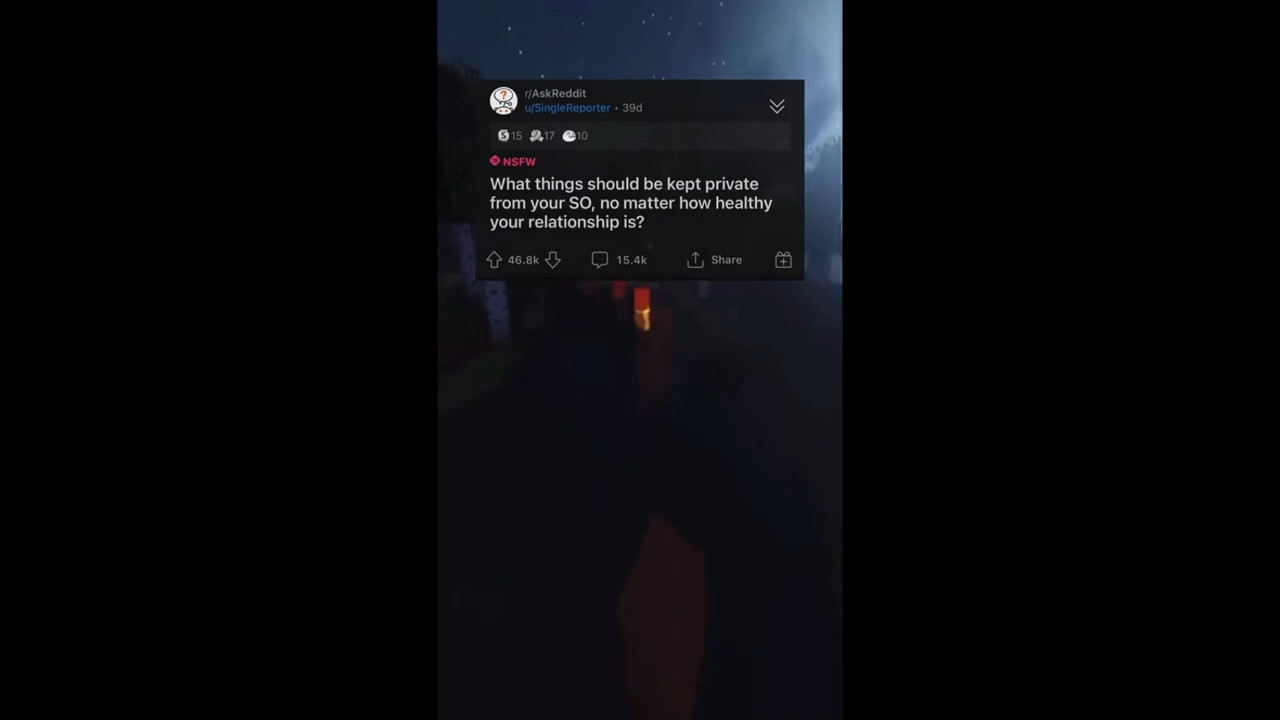 r/AskReddit
u/SingleReporter • 39d
15 17 10
NSFW
What things should be kept private
from your SO, no matter how healthy
your relationship is?
46.8k 15.4k Share